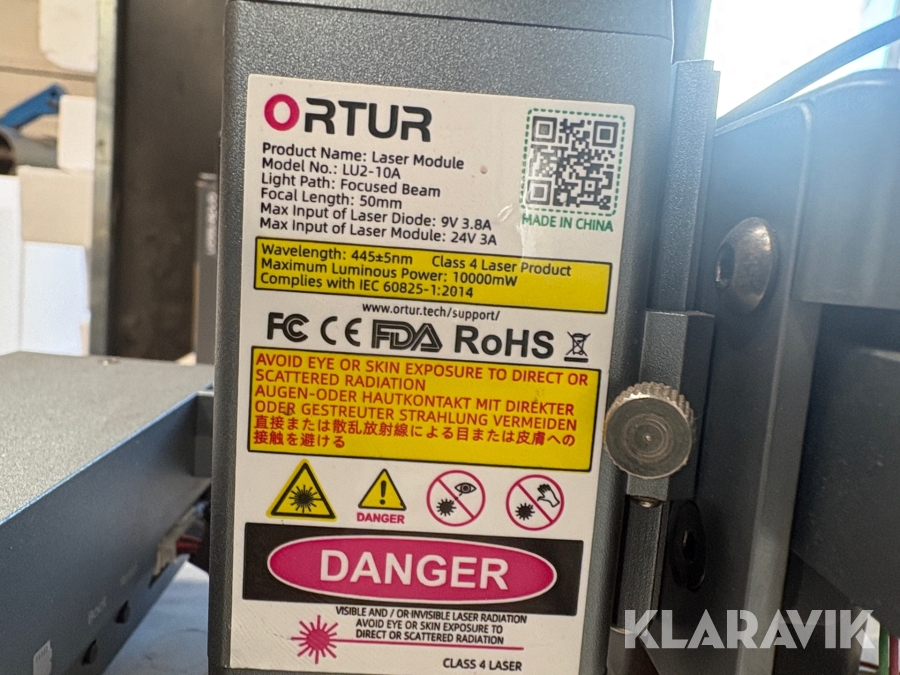 ORTUR
Product Name: Laser Module
Model No.: LU2-10A
Light Path: Focused Beam
Focal Length: 50mm
Max Input of Laser Diode: 9V 3.8A
Max Input of Laser Module: 24V 3A
MADE IN CHINA
Wavelength: 445±5nm Class 4 Laser Product
Maximum Luminous Power: 10000mW
Complies with IEC 60825-1:2014
www.ortur.tech/support/
FC CE FDA RoHS
AVOID EYE OR SKIN EXPOSURE TO DIRECT OR
SCATTERED RADIATION
AUGEN-ODER HAUTKONTAKT MIT DIREKTER
ODER GESTREUTER STRAHLUNG VERMEIDEN
直接または散乱放射線による目または皮膚への
接触を避ける
DANGER
DANGER
VISIBLE AND / OR INVISIBLE LASER RADIATION
AVOID EYE OR SKIN EXPOSURE TO
DIRECT OR SCATTERED RADIATION
CLASS 4 LASER
KLARAVIK